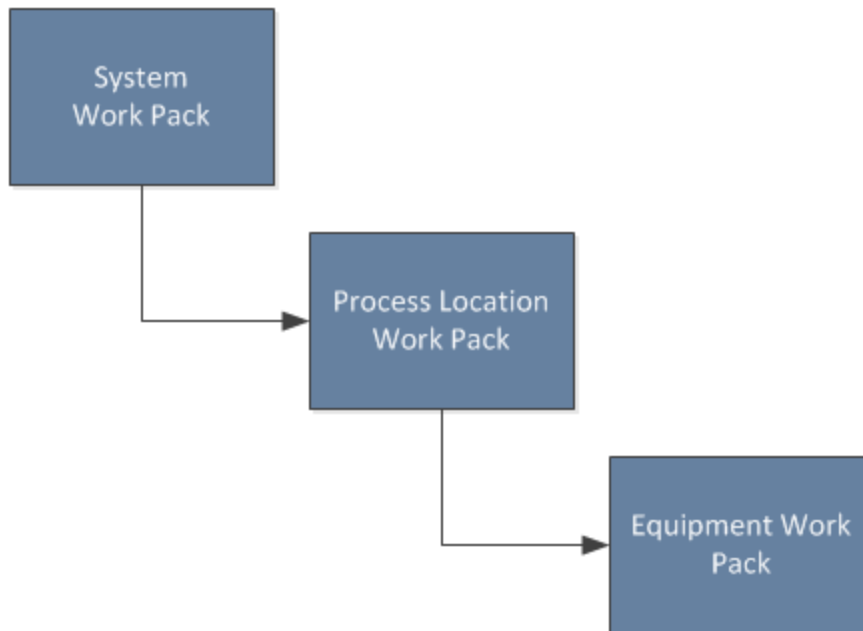 System
Work Pack
Process Location
Work Pack
Equipment Work
Pack